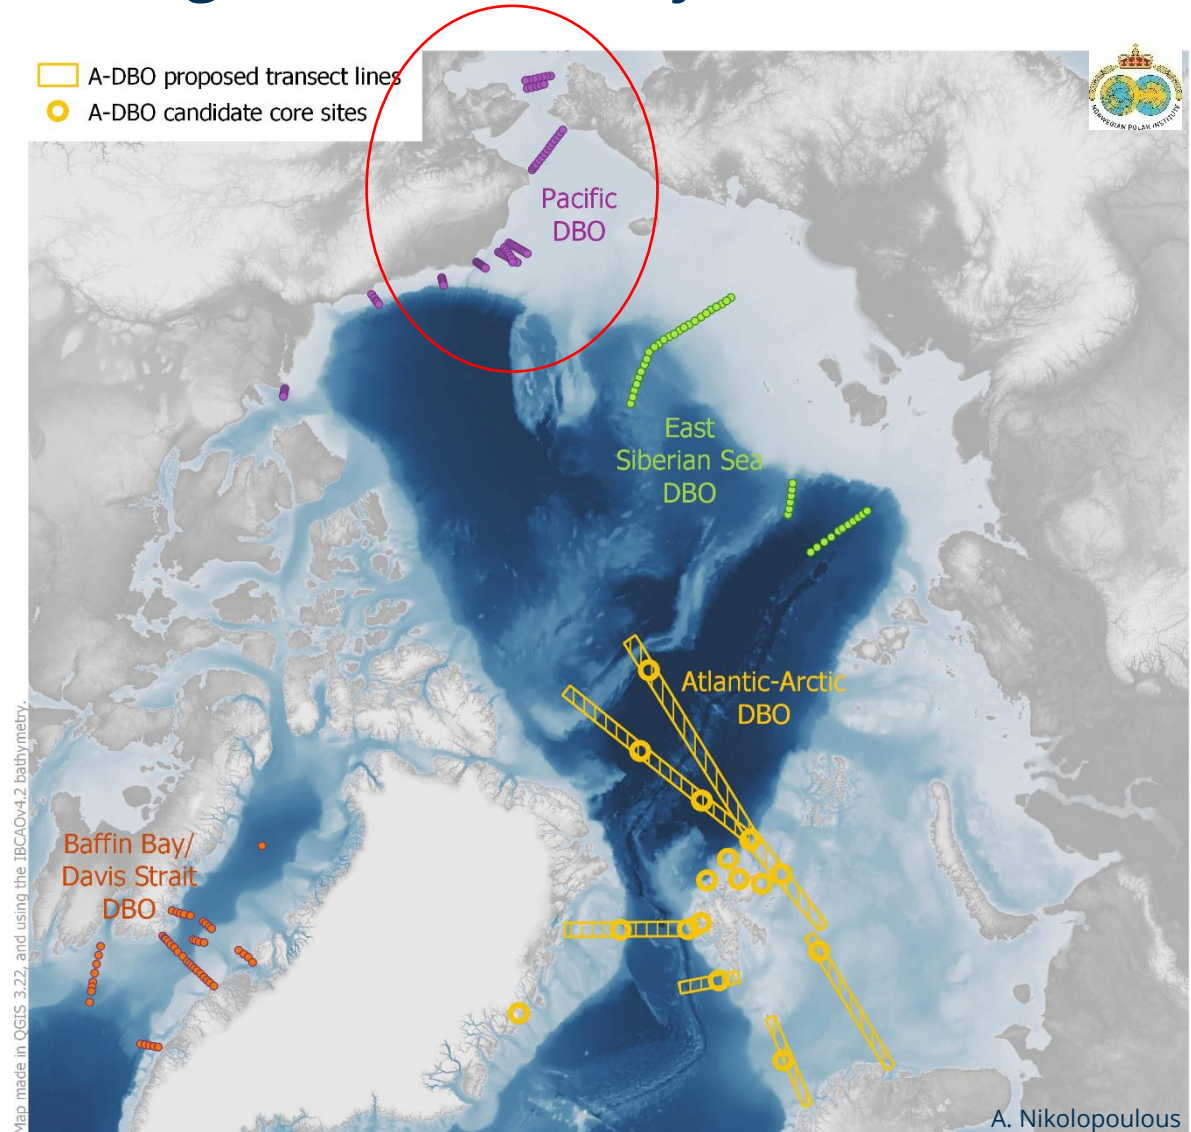 A-DBO proposed transect lines
A-DBO candidate core sites
NORWEGIAN POLAR INSTITUTE
Pacific
DBO
East
Siberian Sea
DBO
Atlantic-Arctic
DBO
Baffin Bay/
Davis Strait
DBO
Map made in QGIS 3.22, and using the IBCAOv4.2 bathymetry.
A. Nikolopoulous